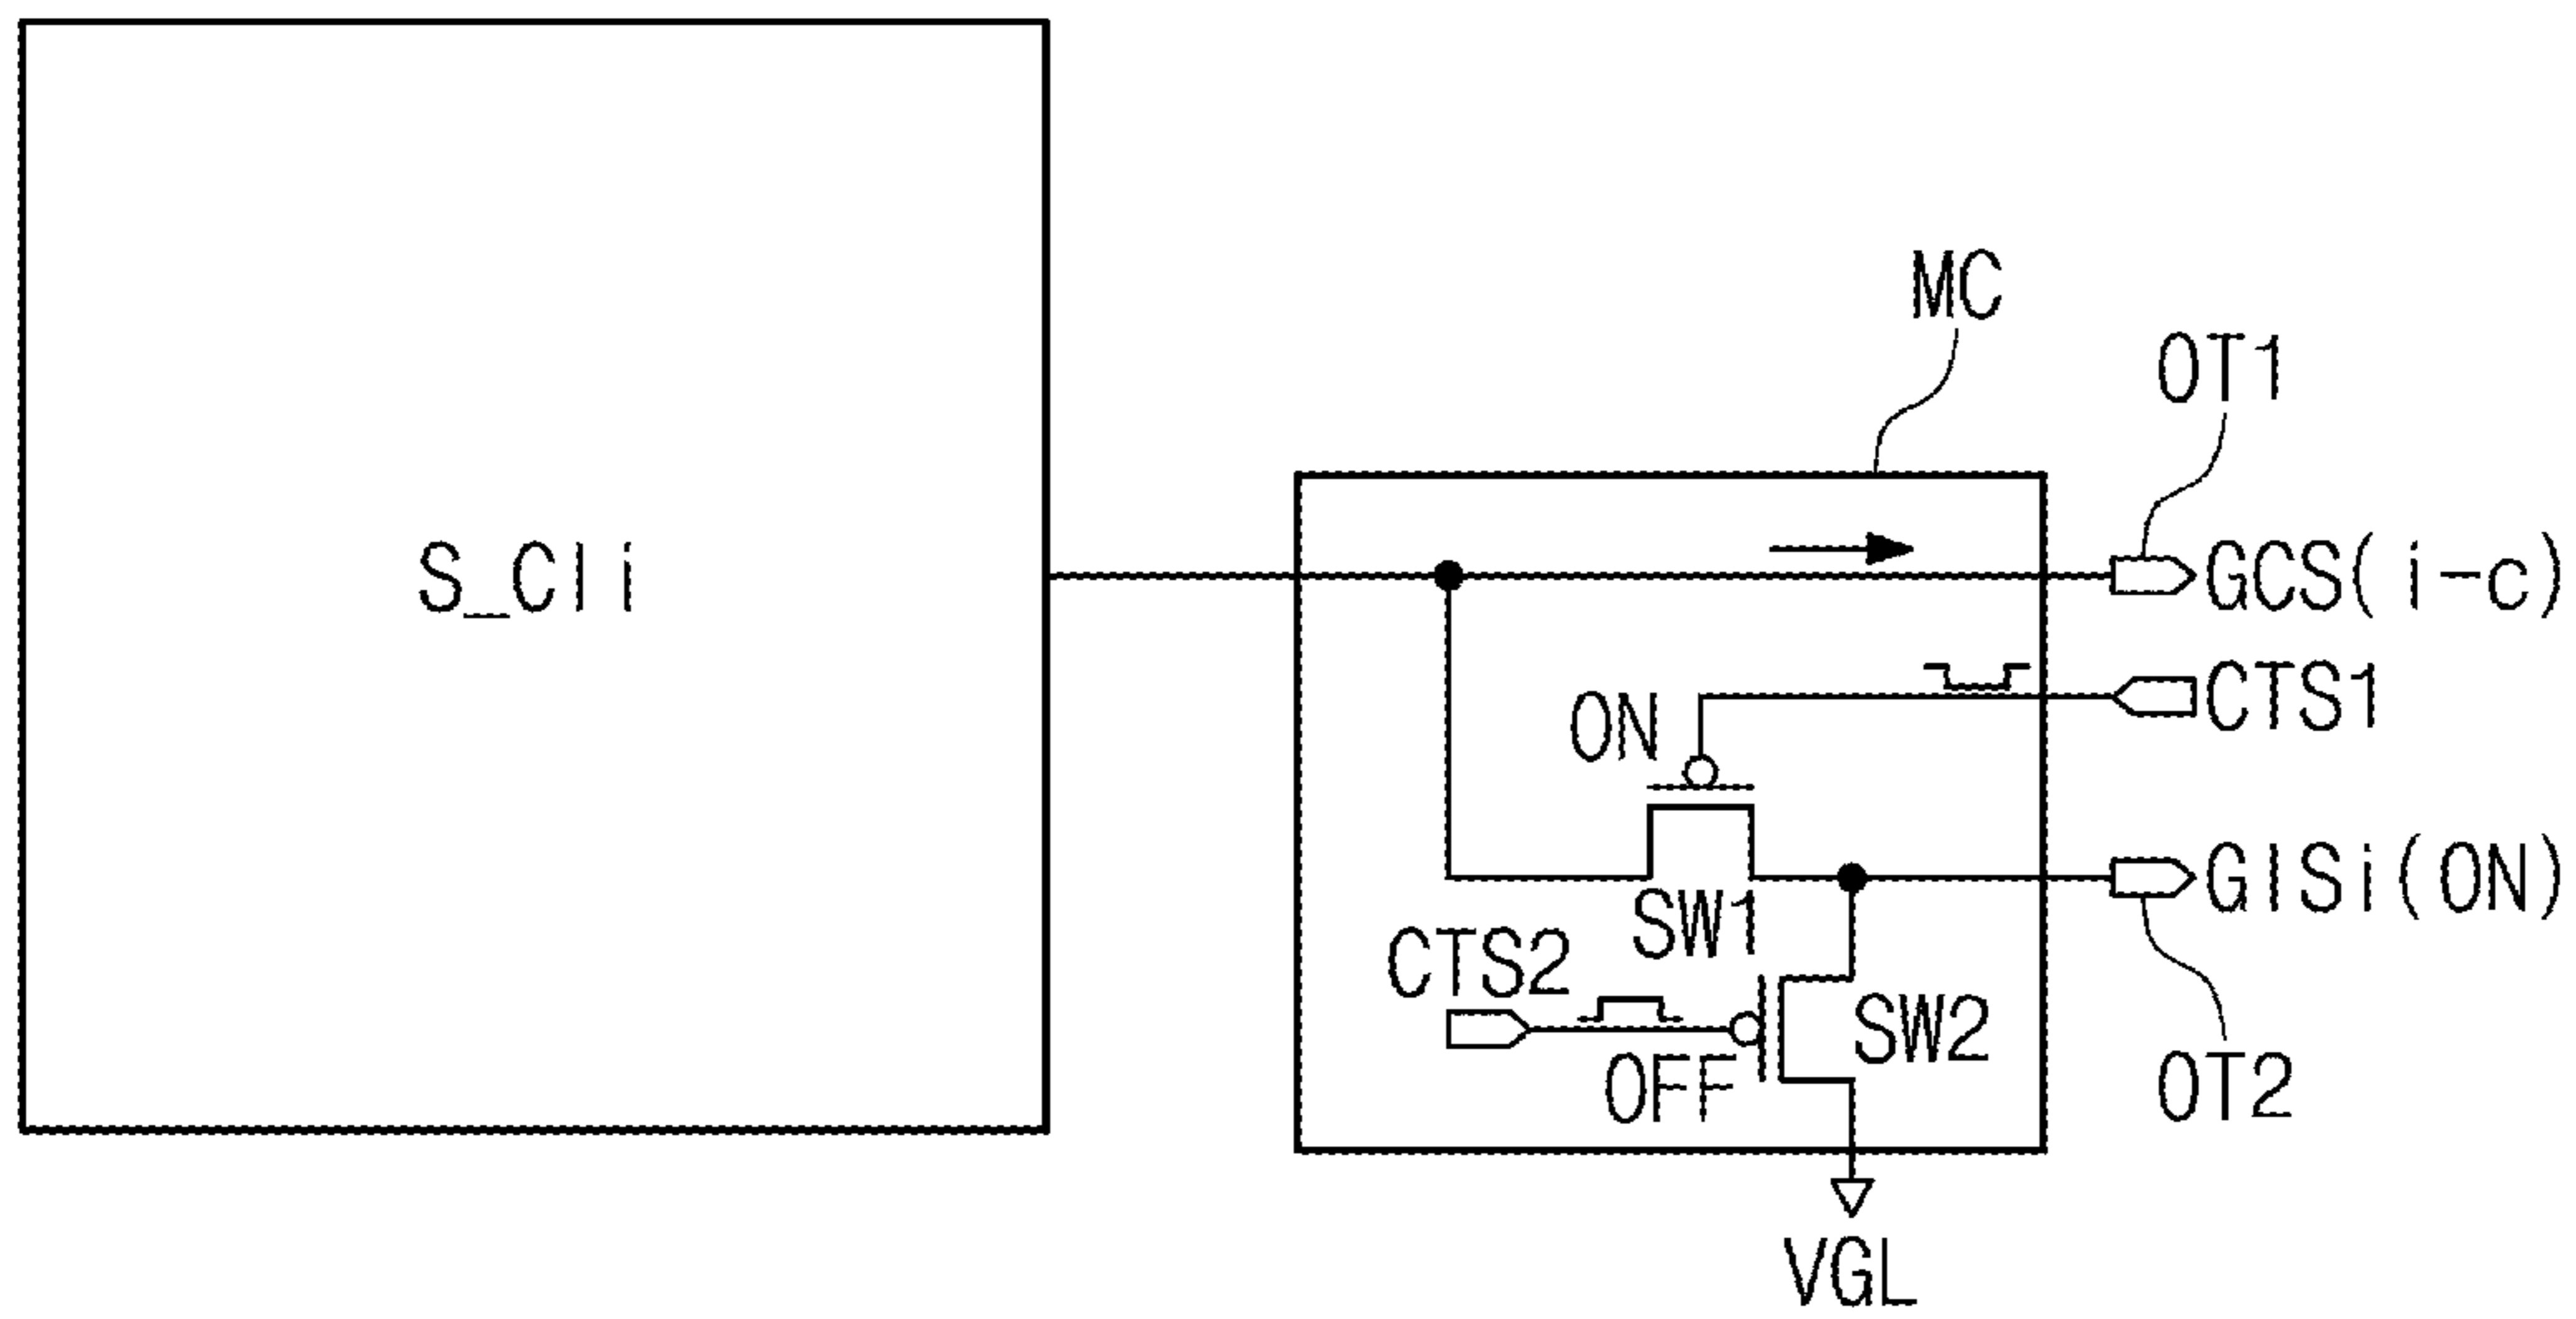 MC
OT1
S_CIi
GCS(i-c)
CTS1
ON
GISi(ON)
SW1
CTS2
SW2
OFF
OT2
VGL